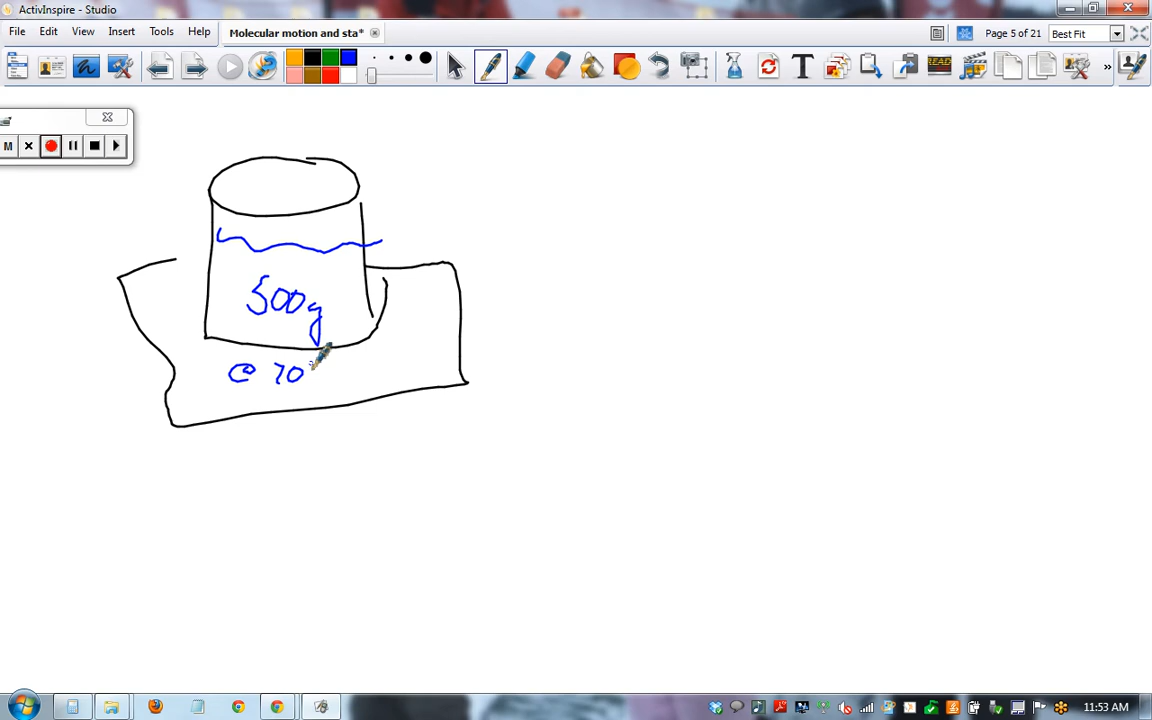 ActivInspire - Studio
File Edit View Insert Tools Help
Molecular motion and sta*
Page 5 of 21
Best Fit
T
READ
»
M
500g
@ 70
11:53 AM